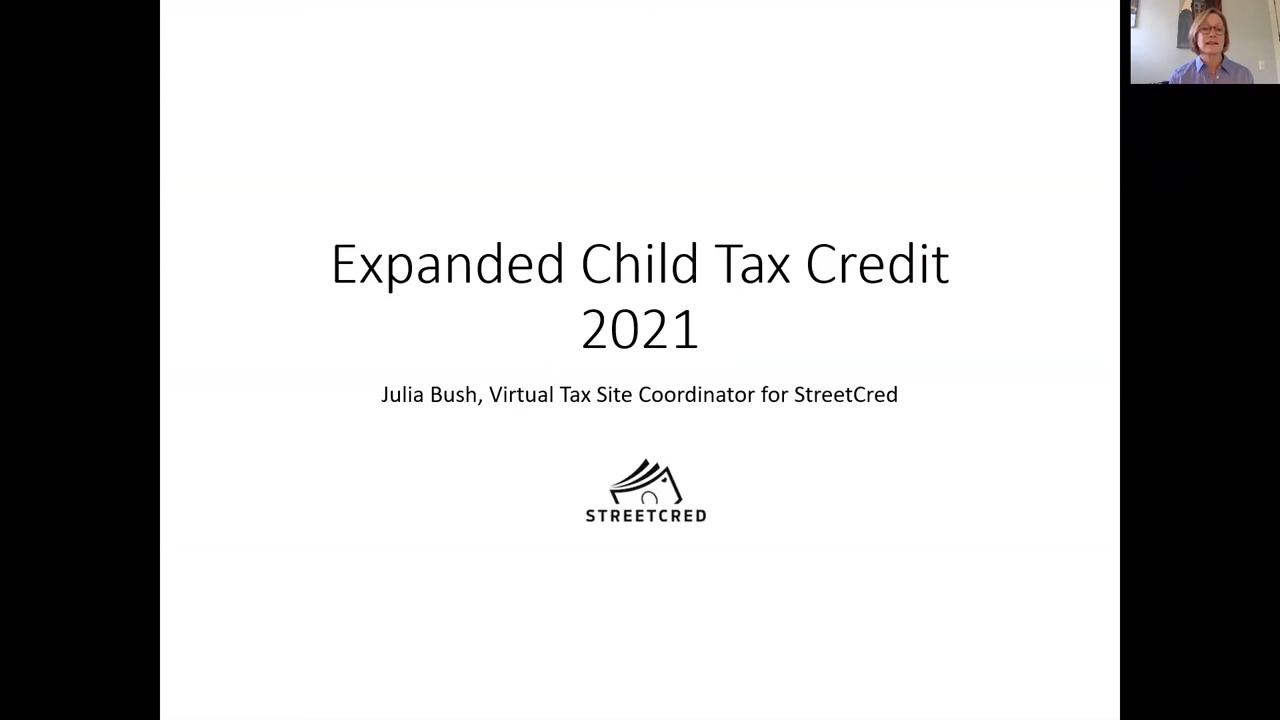 Expanded Child Tax Credit
2021
Julia Bush, Virtual Tax Site Coordinator for StreetCred
STREETCRED